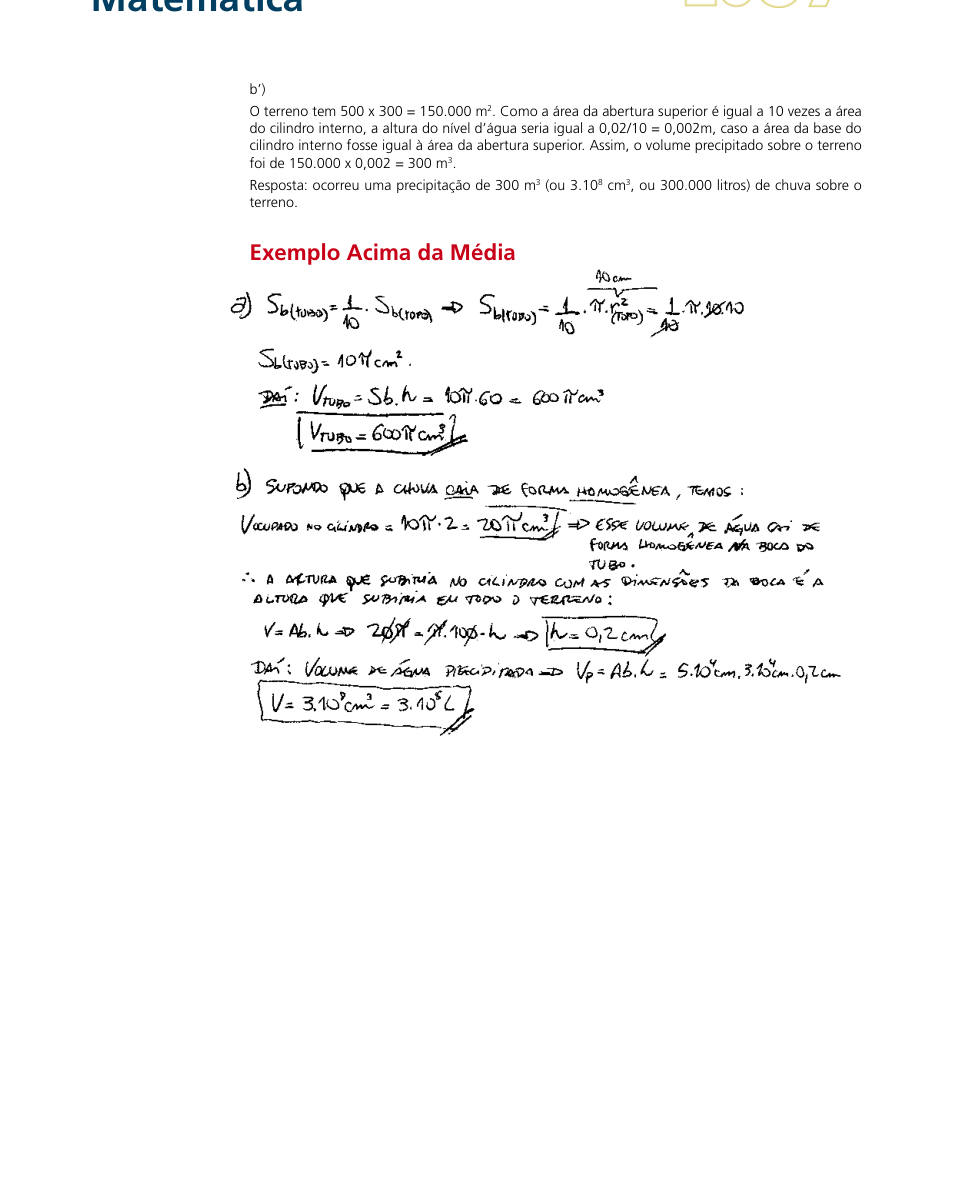 Matemática
b')
O terreno tem 500 x 300 = 150.000 m². Como a área da abertura superior é igual a 10 vezes a área
do cilindro interno, a altura do nível d'água seria igual a 0,02/10 = 0,002m, caso a área da base do
cilindro interno fosse igual à área da abertura superior. Assim, o volume precipitado sobre o terreno
foi de 150.000 x 0,002 = 300 m³.
Resposta: ocorreu uma precipitação de 300 m³ (ou 3.10⁸ cm³, ou 300.000 litros) de chuva sobre o
terreno.
Exemplo Acima da Média
10cm
a) Sb(TUBO) = 1/10 . Sb(TOPO) ⇒ Sb(TUBO) = 1/10 . π.r²(TOPO) = 1/10 . π.10.10
Sb(TUBO) = 10π cm².
DAÍ: VTUBO = Sb.h = 10π.60 = 600π cm³
VTUBO = 600π cm³
b) SUPONDO QUE A CHUVA CAIA DE FORMA HOMOGÊNEA, TEMOS:
VOCUPADO NO CILINDRO = 10π.2 = 20π cm³ ⇒ ESSE VOLUME DE ÁGUA CAI DE
FORMA HOMOGÊNEA NA BOCA DO
TUBO.
∴ A ALTURA QUE SUBIRIA NO CILINDRO COM AS DIMENSÕES DA BOCA É A
ALTURA QUE SUBIRIA EM TODO O TERRENO:
V = Ab.h ⇒ 20π = π.100.h ⇒ h = 0,2 cm
DAÍ: VOLUME DE ÁGUA PRECIPITADA ⇒ Vp = Ab.h = 5.10⁴cm.3.10⁴cm.0,2cm
V = 3.10⁸cm³ = 3.10⁵L